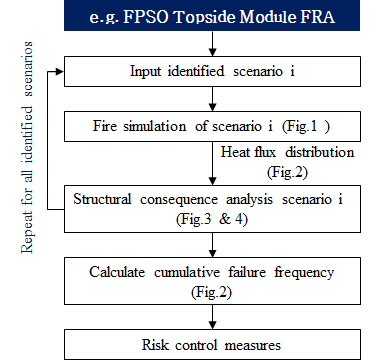 e.g. FPSO Topside Module FRA
Input identified scenario i
Fire simulation of scenario i (Fig.1 )
Heat flux distribution
(Fig.2)
Structural consequence analysis scenario i
(Fig.3 & 4)
Calculate cumulative failure frequency
(Fig.2)
Risk control measures
Repeat for all identified scenarios